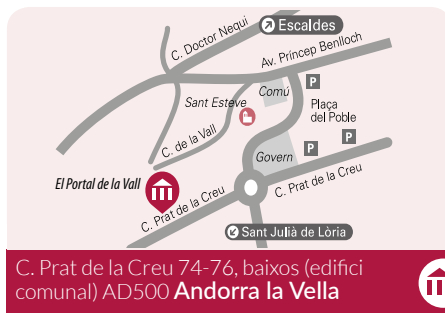 Escaldes
C. Doctor Nequi
Av. Príncep Benlloch
P
Comú
Sant Esteve
Plaça
del Poble
C. de la Vall
P
P
Govern
El Portal de la Vall
C. Prat de la Creu
C. Prat de la Creu
Sant Julià de Lòria
C. Prat de la Creu 74-76, baixos (edifici
comunal) AD500 Andorra la Vella